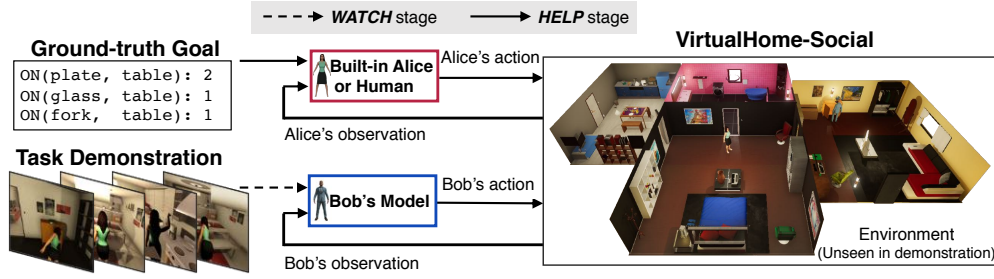 WATCH stage
HELP stage
Ground-truth Goal
ON(plate, table): 2
ON(glass, table): 1
ON(fork, table): 1
Built-in Alice
or Human
Alice's action
Alice's observation
VirtualHome-Social
Task Demonstration
Bob's Model
Bob's action
Bob's observation
Environment
(Unseen in demonstration)